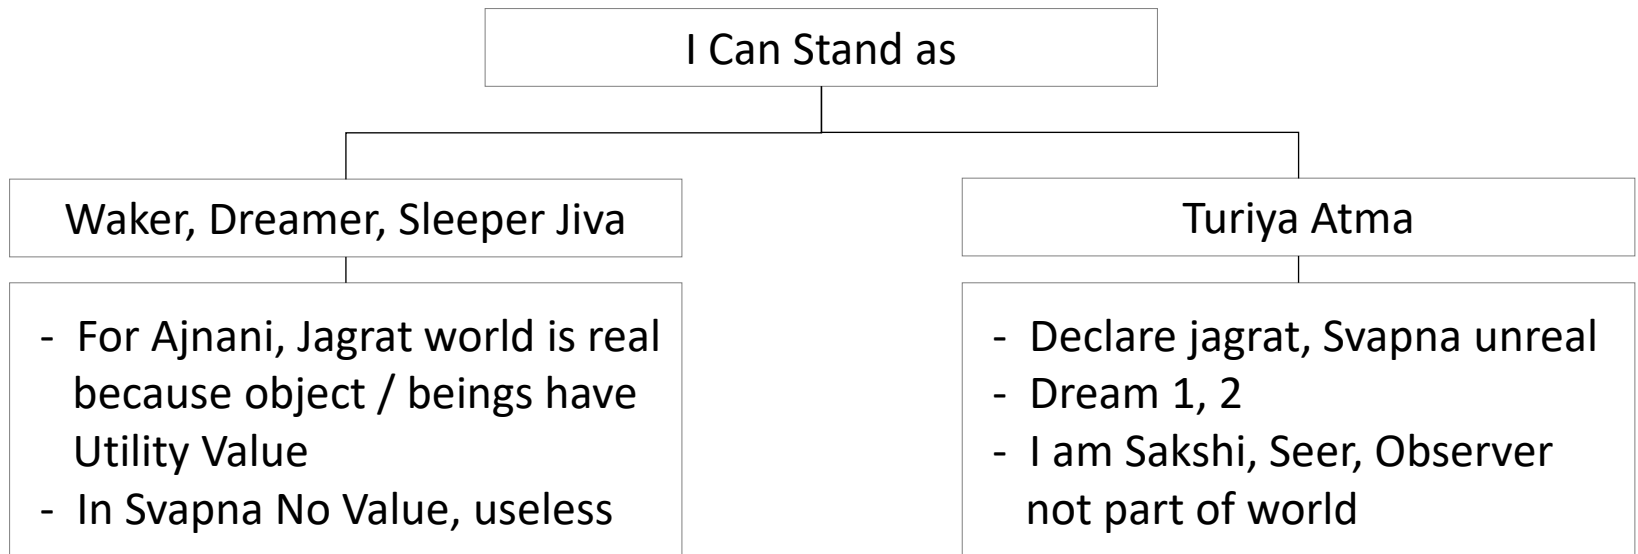 I Can Stand as
Waker, Dreamer, Sleeper Jiva
- For Ajnani, Jagrat world is real
because object / beings have
Utility Value
- In Svapna No Value, useless
Turiya Atma
- Declare jagrat, Svapna unreal
- Dream 1, 2
- I am Sakshi, Seer, Observer
not part of world